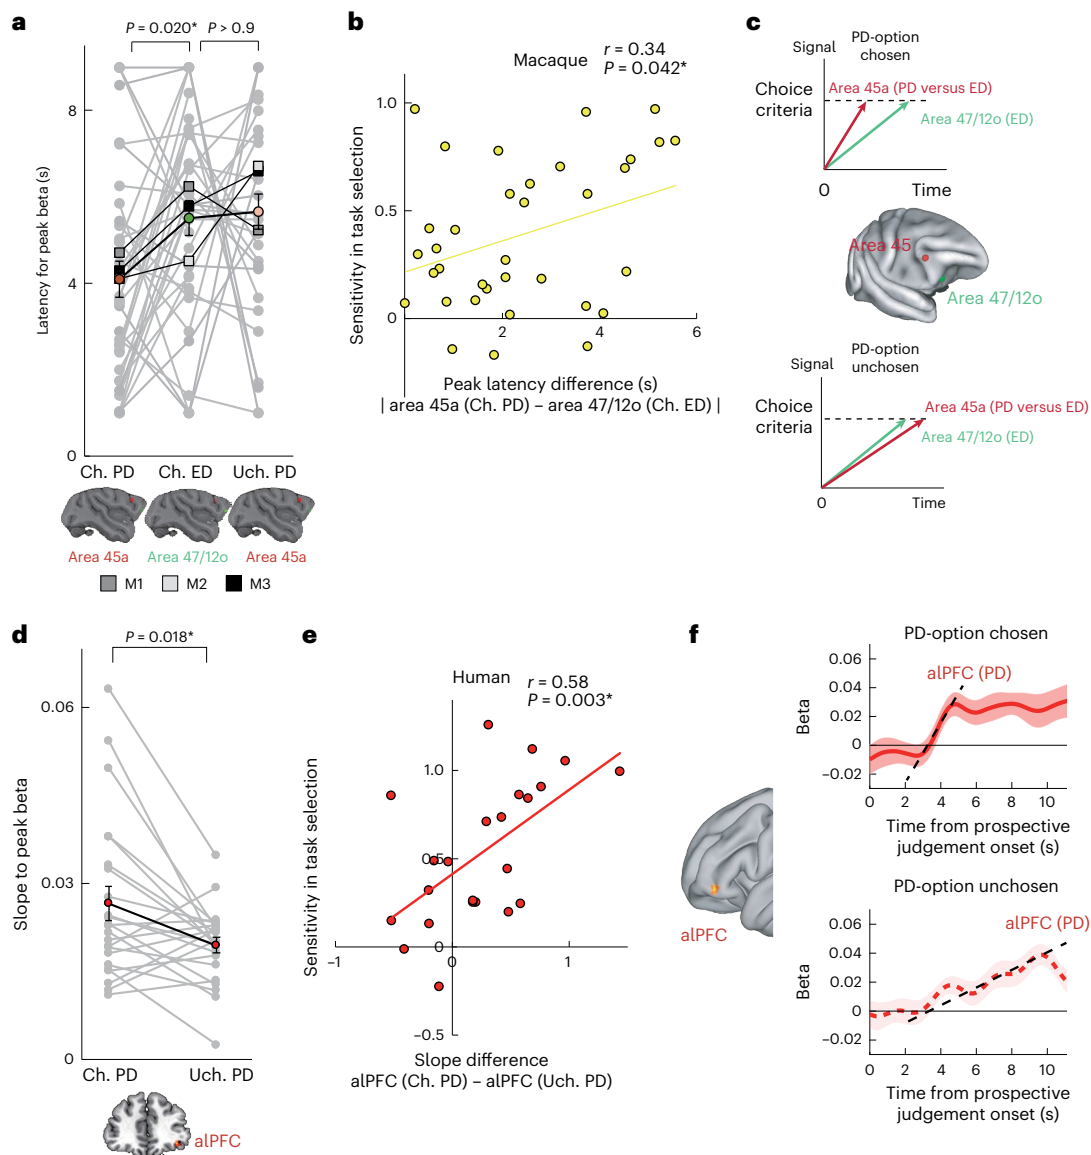 a
P = 0.020*
P > 0.9
Latency for peak beta (s)
8
4
0
Ch. PD
Ch. ED
Uch. PD
Area 45a
Area 47/12o
Area 45a
M1
M2
M3
b
Macaque
r = 0.34
P = 0.042*
Sensitivity in task selection
1.0
0.5
0
0
2
4
6
Peak latency difference (s)
| area 45a (Ch. PD) – area 47/12o (Ch. ED) |
c
Signal
PD-option
chosen
Choice
criteria
Area 45a (PD versus ED)
Area 47/12o (ED)
0
Time
Area 45
Area 47/12o
Signal
PD-option
unchosen
Choice
criteria
Area 45a (PD versus ED)
Area 47/12o (ED)
0
Time
d
P = 0.018*
Slope to peak beta
0.06
0.03
0
Ch. PD
Uch. PD
alPFC
e
Human
r = 0.58
P = 0.003*
Sensitivity in task selection
1.0
0.5
0
–0.5
–1
0
1
Slope difference
alPFC (Ch. PD) – alPFC (Uch. PD)
f
PD-option chosen
alPFC (PD)
Beta
0.06
0.04
0.02
0
–0.02
0
2
4
6
8
10
Time from prospective
judgement onset (s)
alPFC
PD-option unchosen
alPFC (PD)
Beta
0.06
0.04
0.02
0
–0.02
0
2
4
6
8
10
Time from prospective
judgement onset (s)